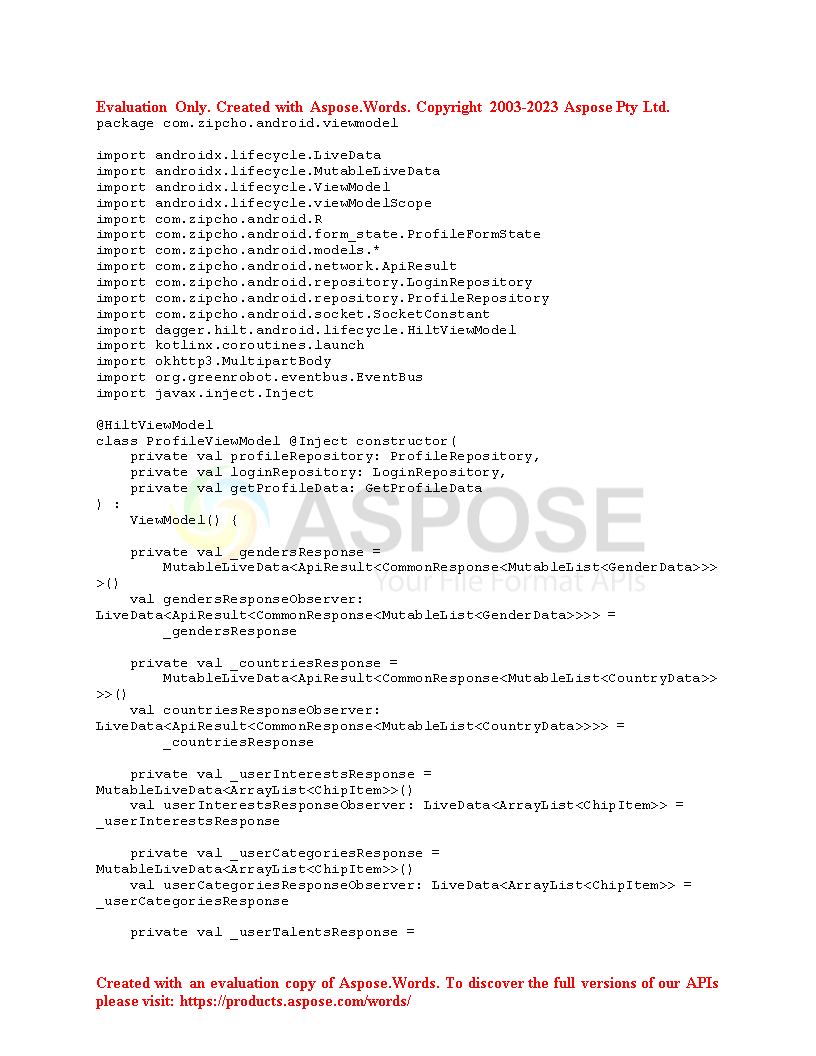 Evaluation Only. Created with Aspose.Words. Copyright 2003-2023 Aspose Pty Ltd.
package com.zipcho.android.viewmodel
import androidx.lifecycle.LiveData
import androidx.lifecycle.MutableLiveData
import androidx.lifecycle.ViewModel
import androidx.lifecycle.viewModelScope
import com.zipcho.android.R
import com.zipcho.android.form_state.ProfileFormState
import com.zipcho.android.models.*
import com.zipcho.android.network.ApiResult
import com.zipcho.android.repository.LoginRepository
import com.zipcho.android.repository.ProfileRepository
import com.zipcho.android.socket.SocketConstant
import dagger.hilt.android.lifecycle.HiltViewModel
import kotlinx.coroutines.launch
import okhttp3.MultipartBody
import org.greenrobot.eventbus.EventBus
import javax.inject.Inject
@HiltViewModel
class ProfileViewModel @Inject constructor(
    private val profileRepository: ProfileRepository,
    private val loginRepository: LoginRepository,
    private val getProfileData: GetProfileData
) :
    ViewModel() {
ASPOSE
    private val _gendersResponse =
        MutableLiveData<ApiResult<CommonResponse<MutableList<GenderData>>>
>()
Your File Format APIs
    val gendersResponseObserver:
LiveData<ApiResult<CommonResponse<MutableList<GenderData>>>> =
        _gendersResponse
    private val _countriesResponse =
        MutableLiveData<ApiResult<CommonResponse<MutableList<CountryData>>
>>()
    val countriesResponseObserver:
LiveData<ApiResult<CommonResponse<MutableList<CountryData>>>> =
        _countriesResponse
    private val _userInterestsResponse =
MutableLiveData<ArrayList<ChipItem>>()
    val userInterestsResponseObserver: LiveData<ArrayList<ChipItem>> =
_userInterestsResponse
    private val _userCategoriesResponse =
MutableLiveData<ArrayList<ChipItem>>()
    val userCategoriesResponseObserver: LiveData<ArrayList<ChipItem>> =
_userCategoriesResponse
    private val _userTalentsResponse =
Created with an evaluation copy of Aspose.Words. To discover the full versions of our APIs
please visit: https://products.aspose.com/words/